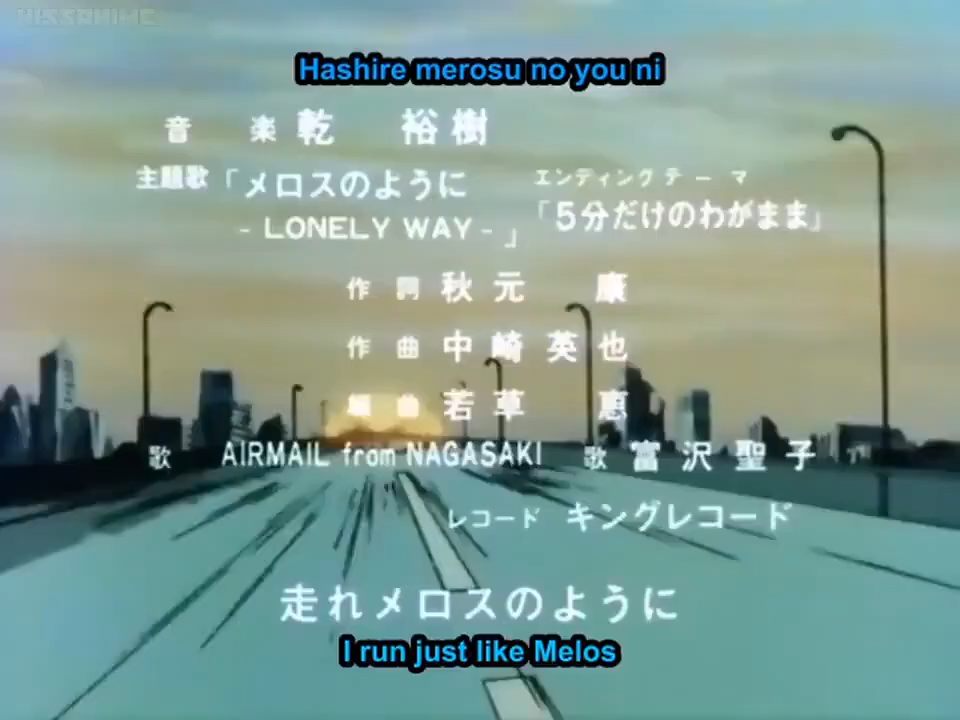 KISSANIME
Hashire merosu no you ni
音 楽 乾 裕樹
主題歌「メロスのように エンディングテーマ
- LONELY WAY - 」 「5分だけのわがまま」
作 詞 秋元 康
作 曲 中崎英也
編 曲 若草 恵
歌 AIRMAIL from NAGASAKI 歌 富沢聖子
レコード キングレコード
走れメロスのように
I run just like Melos